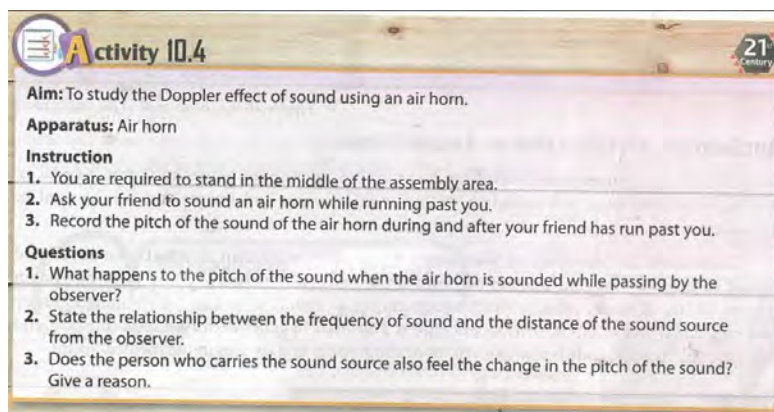 Activity 10.4
21st
Century
Aim: To study the Doppler effect of sound using an air horn.
Apparatus: Air horn
Instruction
1. You are required to stand in the middle of the assembly area.
2. Ask your friend to sound an air horn while running past you.
3. Record the pitch of the sound of the air horn during and after your friend has run past you.
Questions
1. What happens to the pitch of the sound when the air horn is sounded while passing by the
observer?
2. State the relationship between the frequency of sound and the distance of the sound source
from the observer.
3. Does the person who carries the sound source also feel the change in the pitch of the sound?
Give a reason.